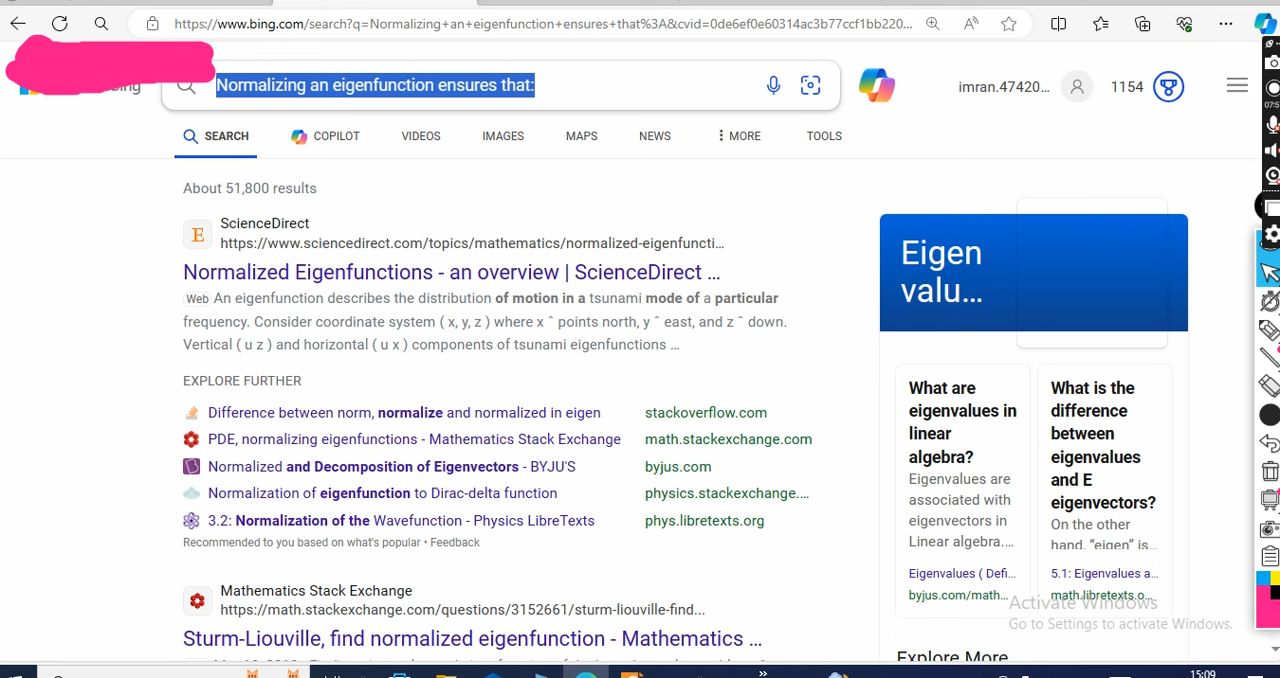 https://www.bing.com/search?q=Normalizing+an+eigenfunction+ensures+that%3A&cvid=0de6ef0e60314ac3b77ccf1bb220...
Normalizing an eigenfunction ensures that:
imran.47420...
1154
SEARCH
COPILOT
VIDEOS
IMAGES
MAPS
NEWS
MORE
TOOLS
About 51,800 results
ScienceDirect
https://www.sciencedirect.com/topics/mathematics/normalized-eigenfuncti...
Normalized Eigenfunctions - an overview | ScienceDirect ...
Web An eigenfunction describes the distribution of motion in a tsunami mode of a particular
frequency. Consider coordinate system ( x, y, z ) where x ˆ points north, y ˆ east, and z ˆ down.
Vertical ( u z ) and horizontal ( u x ) components of tsunami eigenfunctions ...
EXPLORE FURTHER
Difference between norm, normalize and normalized in eigen stackoverflow.com
PDE, normalizing eigenfunctions - Mathematics Stack Exchange math.stackexchange.com
Normalized and Decomposition of Eigenvectors - BYJU'S byjus.com
Normalization of eigenfunction to Dirac-delta function physics.stackexchange....
3.2: Normalization of the Wavefunction - Physics LibreTexts phys.libretexts.org
Recommended to you based on what's popular • Feedback
Mathematics Stack Exchange
https://math.stackexchange.com/questions/3152661/sturm-liouville-find...
Sturm-Liouville, find normalized eigenfunction - Mathematics ...
Eigen
valu...
What are
eigenvalues in
linear
algebra?
Eigenvalues are
associated with
eigenvectors in
Linear algebra....
Eigenvalues ( Defi...
byjus.com/math...
What is the
difference
between
eigenvalues
and E
eigenvectors?
On the other
hand, "eigen" is...
5.1: Eigenvalues a...
math.libretexts.o...
Explore More
Activate Windows
Go to Settings to activate Windows.
15:09